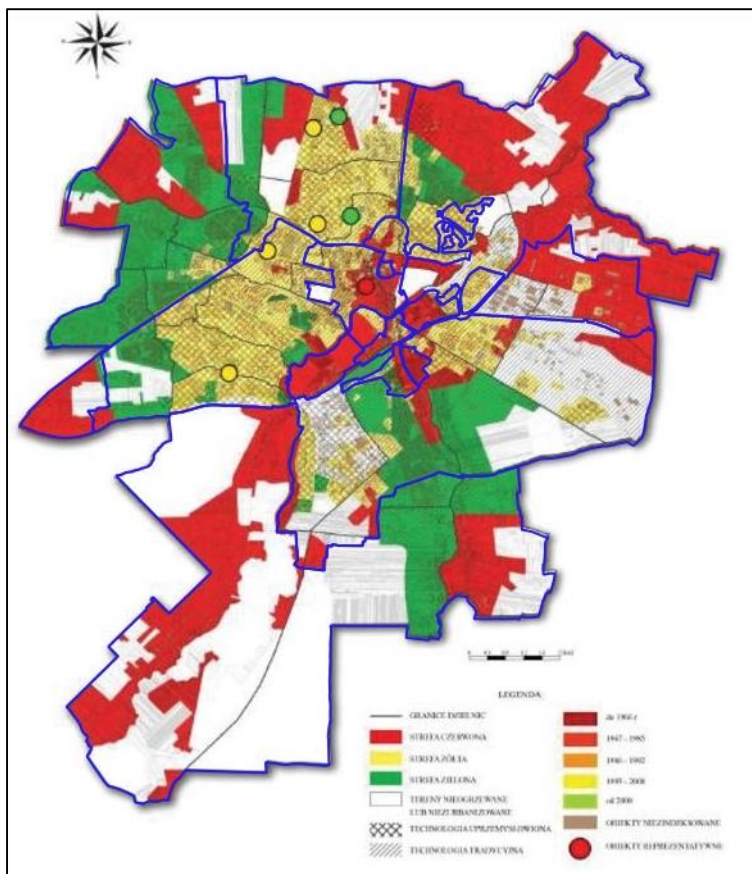 LEGENDA
GRANICE DZIELNIC
STREFA CZERWONA
STREFA ŻÓŁTA
STREFA ZIELONA
TERENY NIEOGRZEWANE
LUB NIEZURBANIZOWANE
TECHNOLOGIA UPRZEMYSŁOWIONA
TECHNOLOGIA TRADYCYJNA
do 1966 r
1967 - 1985
1986 - 1992
1993 - 2008
od 2008
OBIEKTY NIEZINDEKSOWANE
OBIEKTY REPREZENTATYWNE